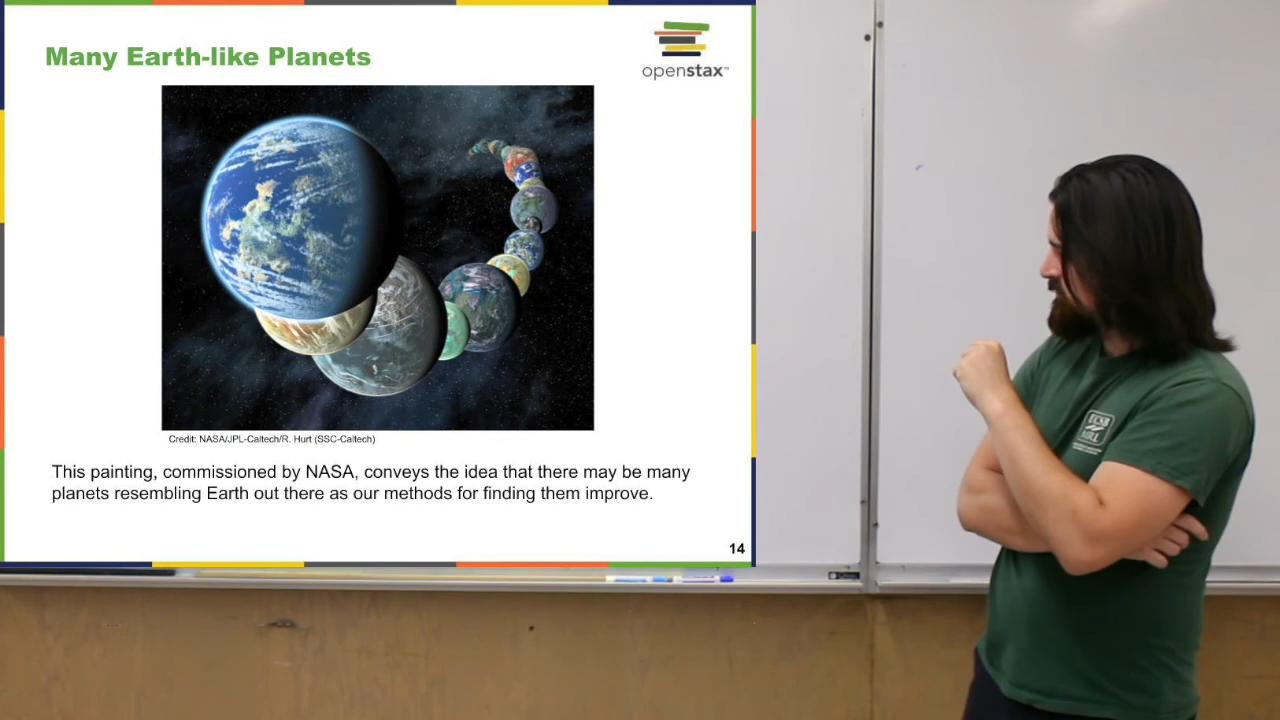 Many Earth-like Planets
openstax™
Credit: NASA/JPL-Caltech/R. Hurt (SSC-Caltech)
This painting, commissioned by NASA, conveys the idea that there may be many
planets resembling Earth out there as our methods for finding them improve.
14